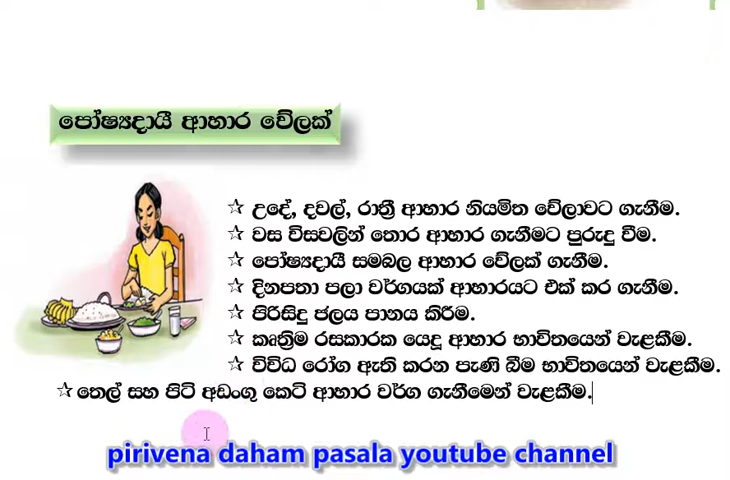 පෝෂ්‍යදායී ආහාර වේලක්
☆ උදේ, දවල්, රාත්‍රී ආහාර නියමිත වේලාවට ගැනීම.
☆ වස විසවලින් තොර ආහාර ගැනීමට පුරුදු වීම.
☆ පෝෂ්‍යදායී සමබල ආහාර වේලක් ගැනීම.
☆ දිනපතා පලා වර්ගයක් ආහාරයට එක් කර ගැනීම.
☆ පිරිසිදු ජලය පානය කිරීම.
☆ කෘත්‍රිම රසකාරක යෙදූ ආහාර භාවිතයෙන් වැළකීම.
☆ විවිධ රෝග ඇති කරන පැණි බීම භාවිතයෙන් වැළකීම.
☆ තෙල් සහ පිටි අඩංගු කෙටි ආහාර වර්ග ගැනීමෙන් වැළකීම.
pirivena daham pasala youtube channel